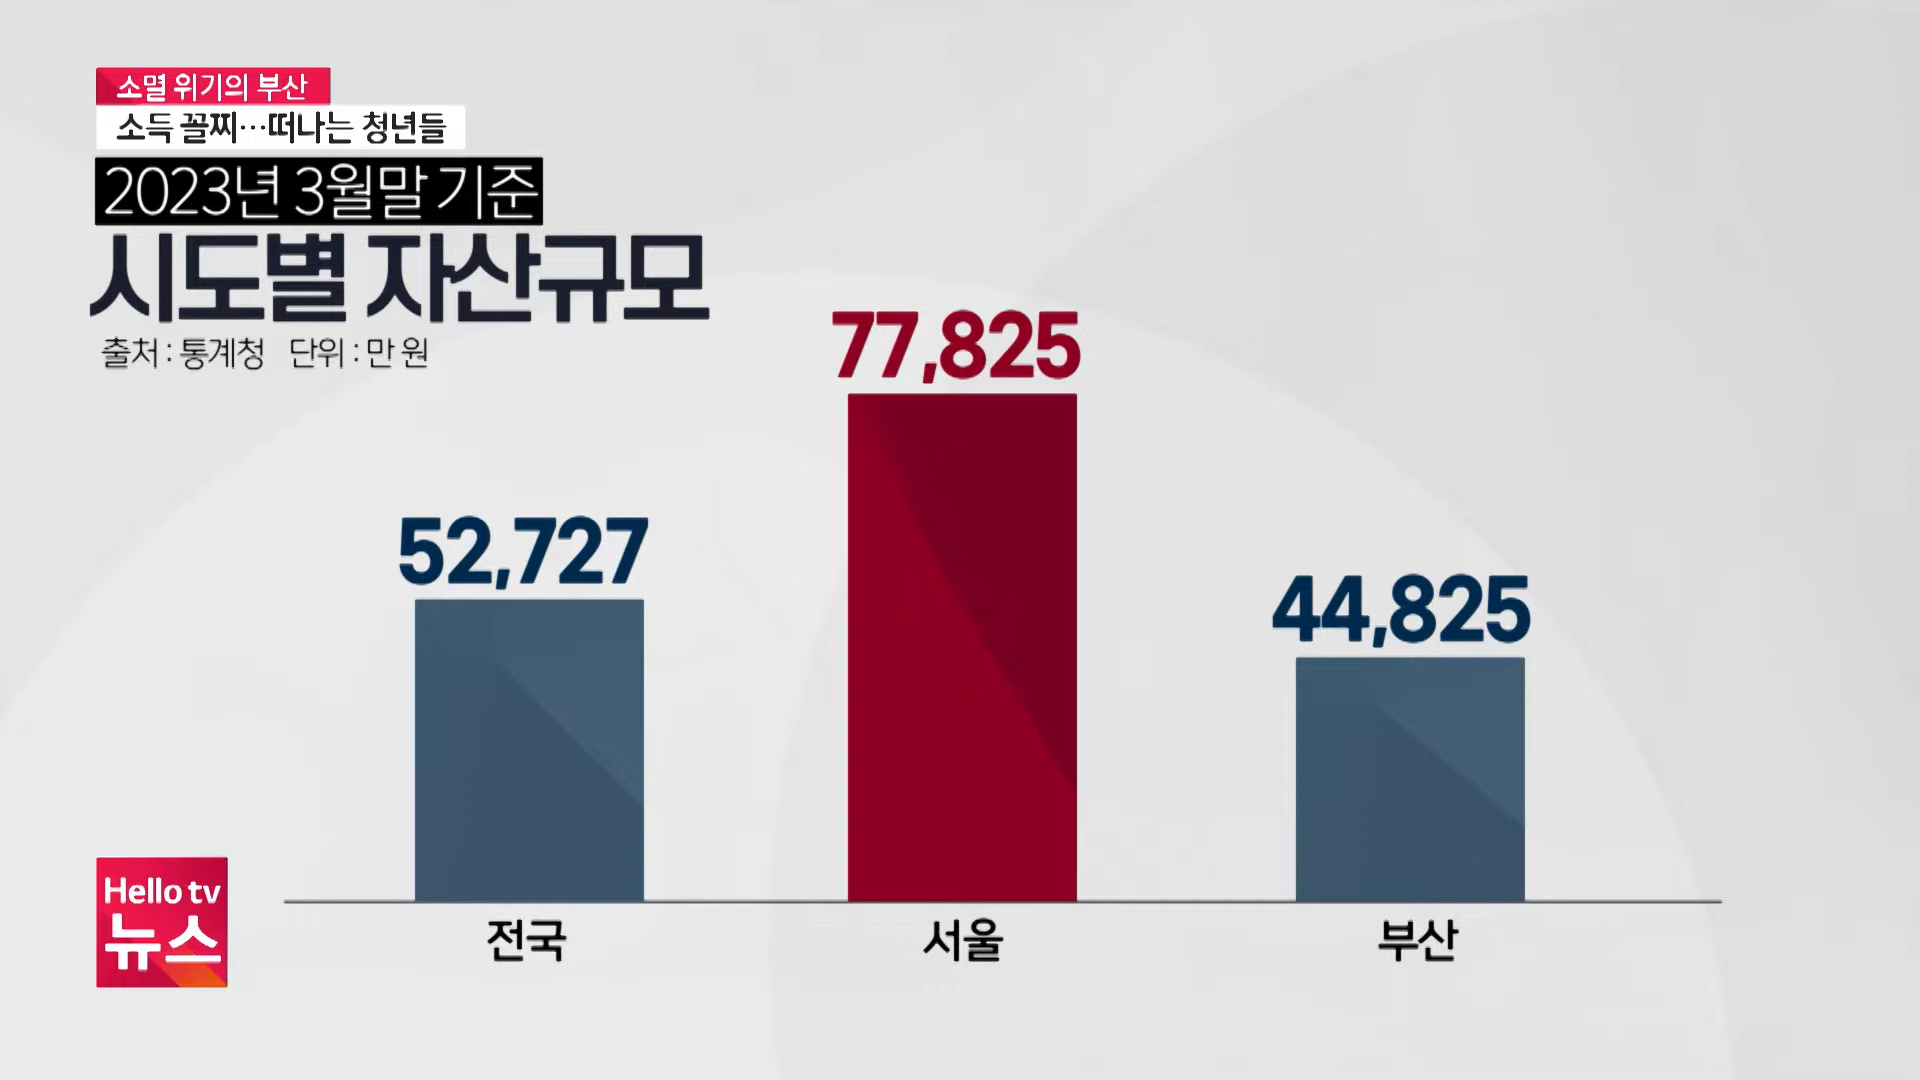 소멸 위기의 부산
소득 꼴찌…떠나는 청년들
2023년 3월말 기준
시도별 자산규모
출처 : 통계청 단위 : 만 원
77,825
52,727
44,825
전국 서울 부산
Hello tv
뉴스